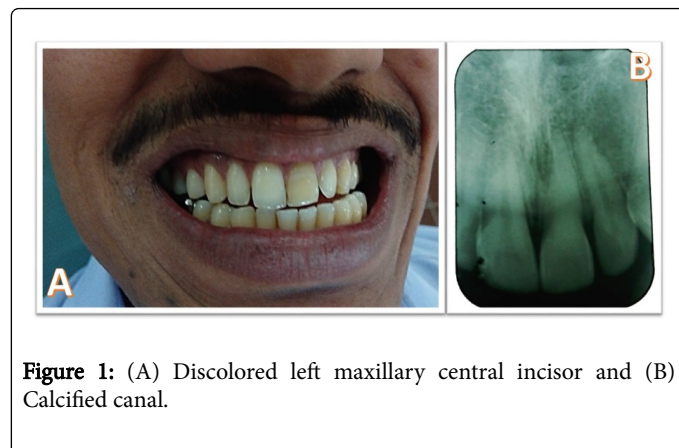 A
B
Figure 1: (A) Discolored left maxillary central incisor and (B)
Calcified canal.